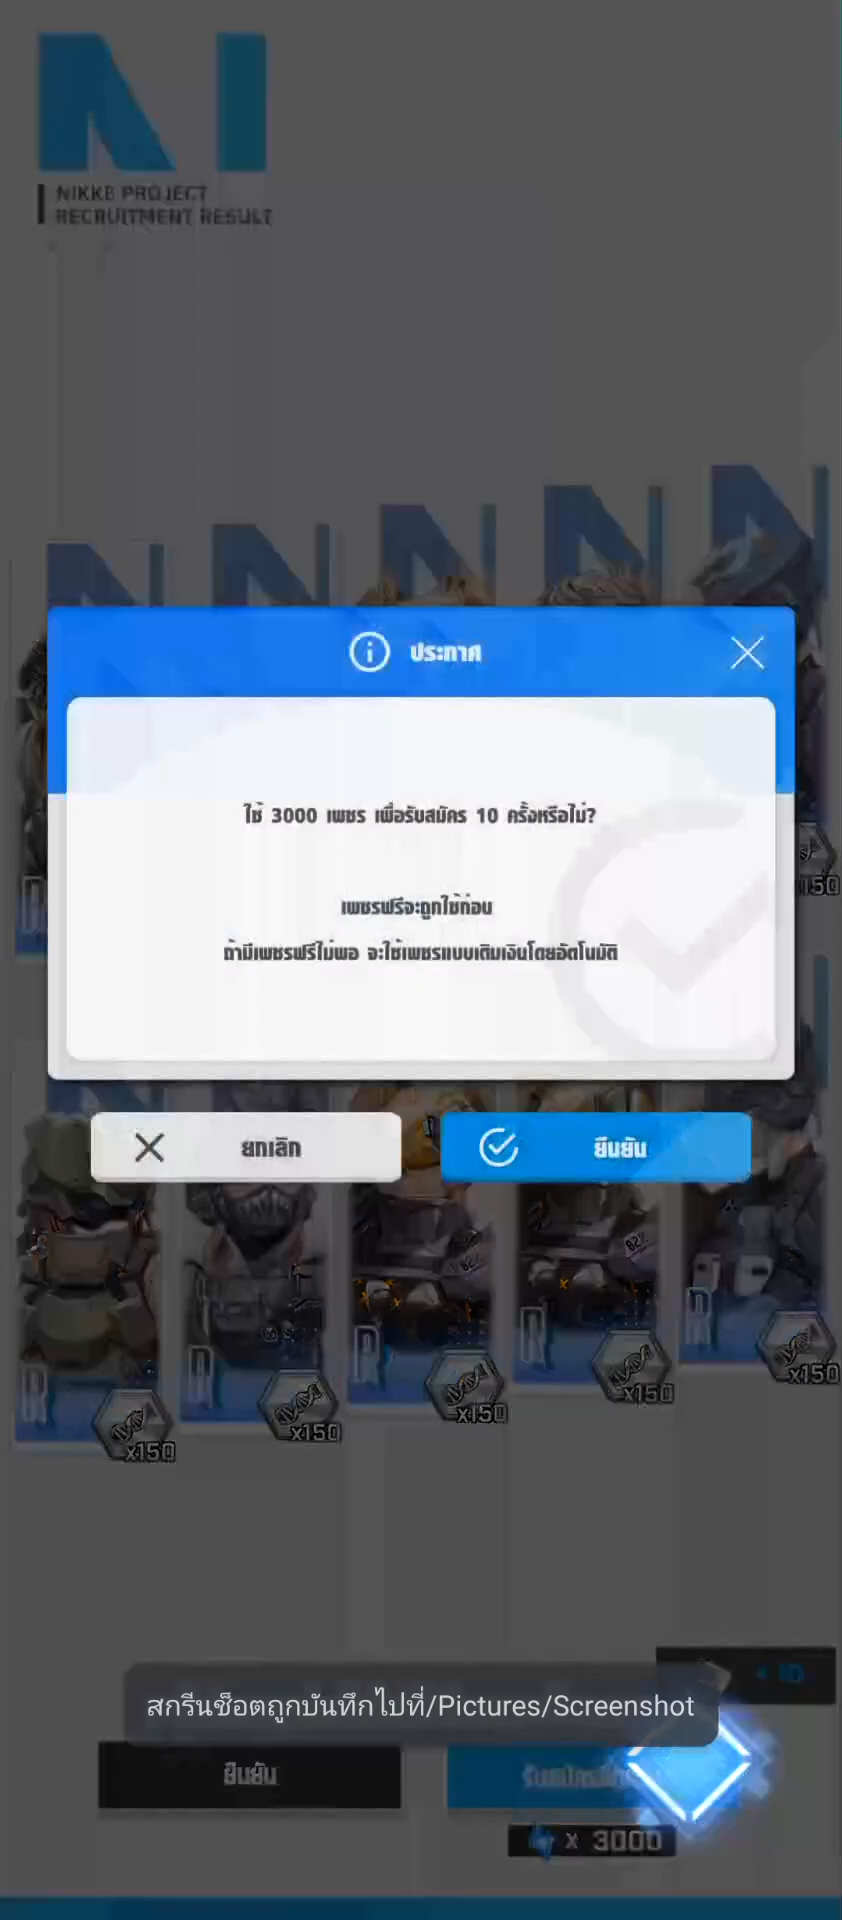 NIKKE PROJECT
RECRUITMENT RESULT
ประกาศ
ใช้ 3000 เพชร เพื่อรับสมัคร 10 ครั้งหรือไม่?
เพชรฟรีจะถูกใช้ก่อน
ถ้ามีเพชรฟรีไม่พอ จะใช้เพชรแบบเติมเงินโดยอัตโนมัติ
ยกเลิก
ยืนยัน
x150
x150
x150
x150
x150
สกรีนช็อตถูกบันทึกไปที่/Pictures/Screenshot
ยืนยัน
x 3000